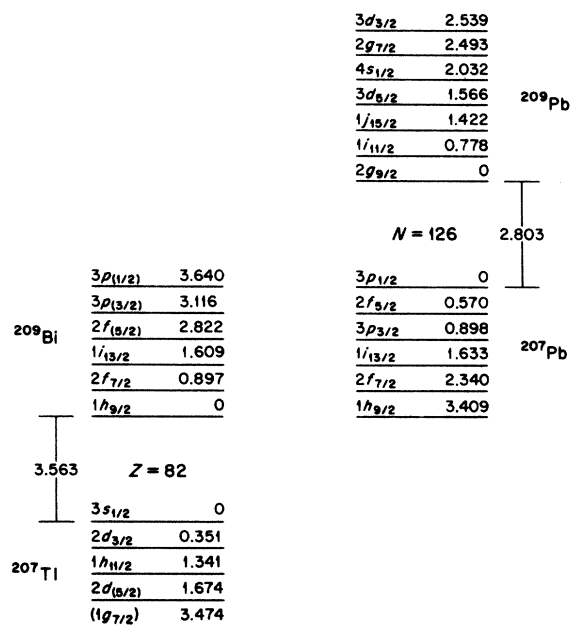 3d3/2 2.539
2g7/2 2.493
4s1/2 2.032
3d5/2 1.566
1j15/2 1.422
1i11/2 0.778
2g9/2 0
209Pb
N = 126 2.803
3p1/2 0
2f5/2 0.570
3p3/2 0.898
1i13/2 1.633
2f7/2 2.340
1h9/2 3.409
207Pb
3p(1/2) 3.640
3p(3/2) 3.116
2f(5/2) 2.822
1i13/2 1.609
2f7/2 0.897
1h9/2 0
209Bi
3.563 Z = 82
3s1/2 0
2d3/2 0.351
1h11/2 1.341
2d(5/2) 1.674
(1g7/2) 3.474
207Tl